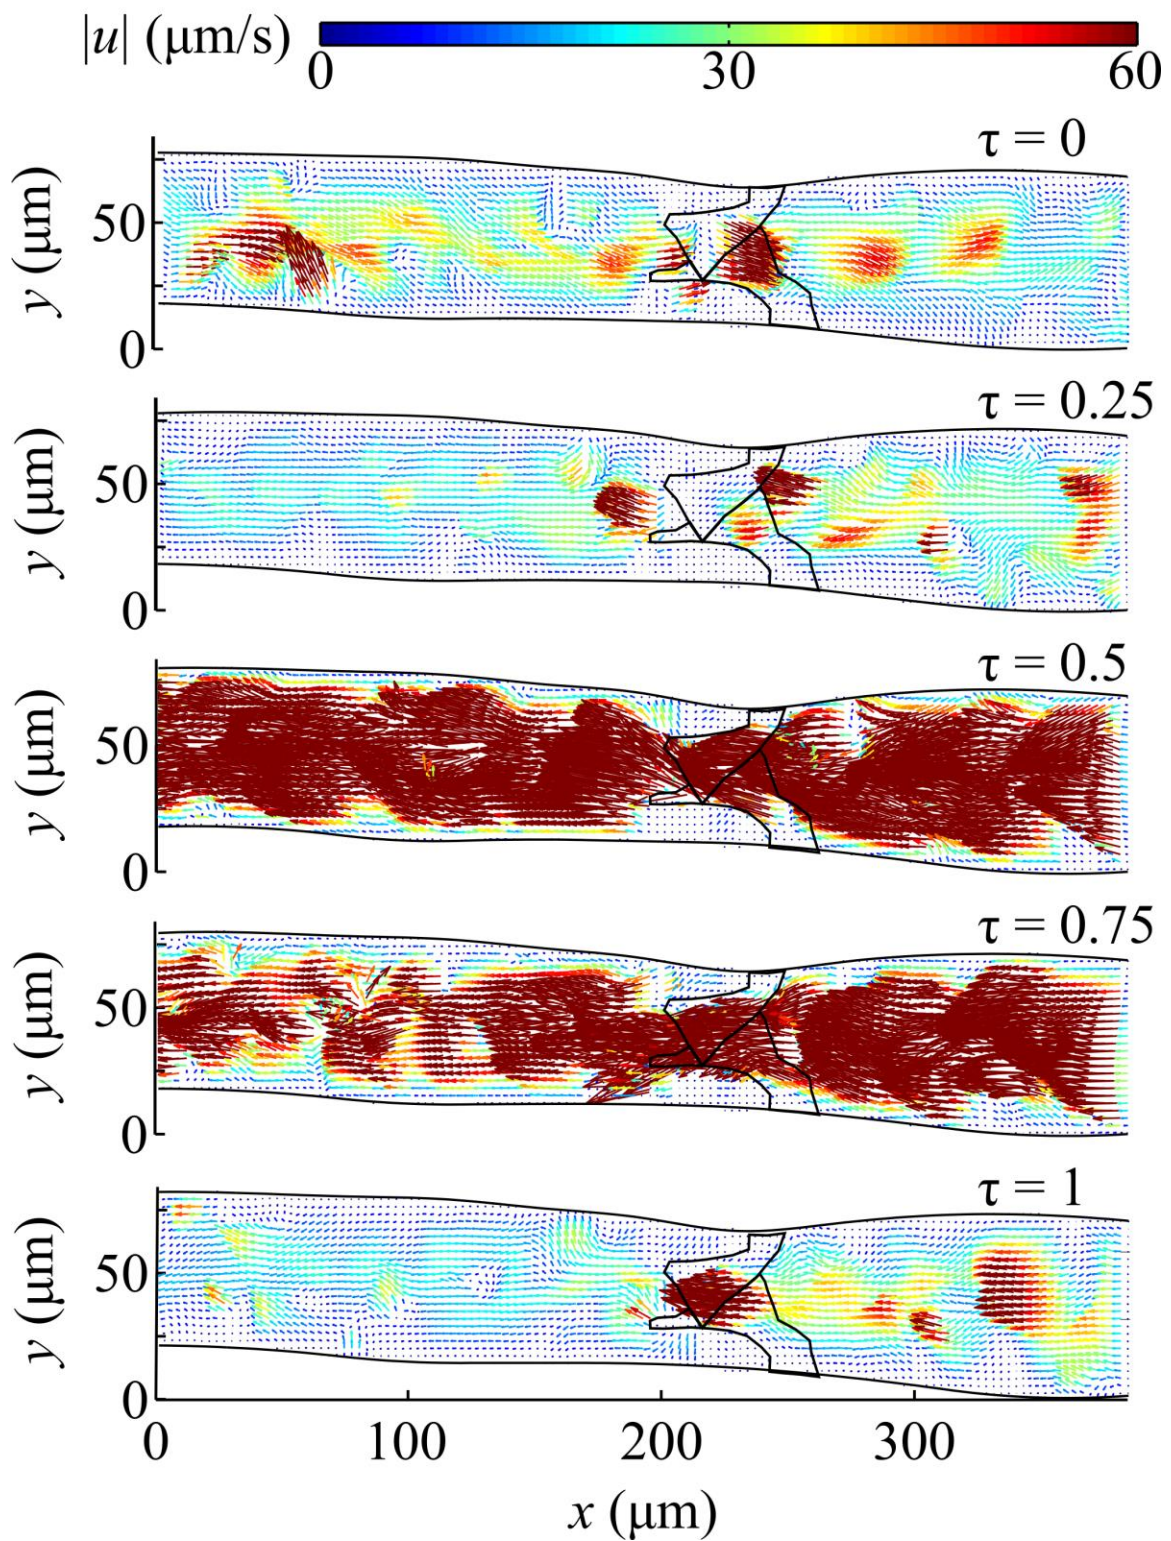 |u| (μm/s)
0 30 60
τ = 0
y (μm)
50
0
τ = 0.25
y (μm)
50
0
τ = 0.5
y (μm)
50
0
τ = 0.75
y (μm)
50
0
τ = 1
y (μm)
50
0
0 100 200 300
x (μm)